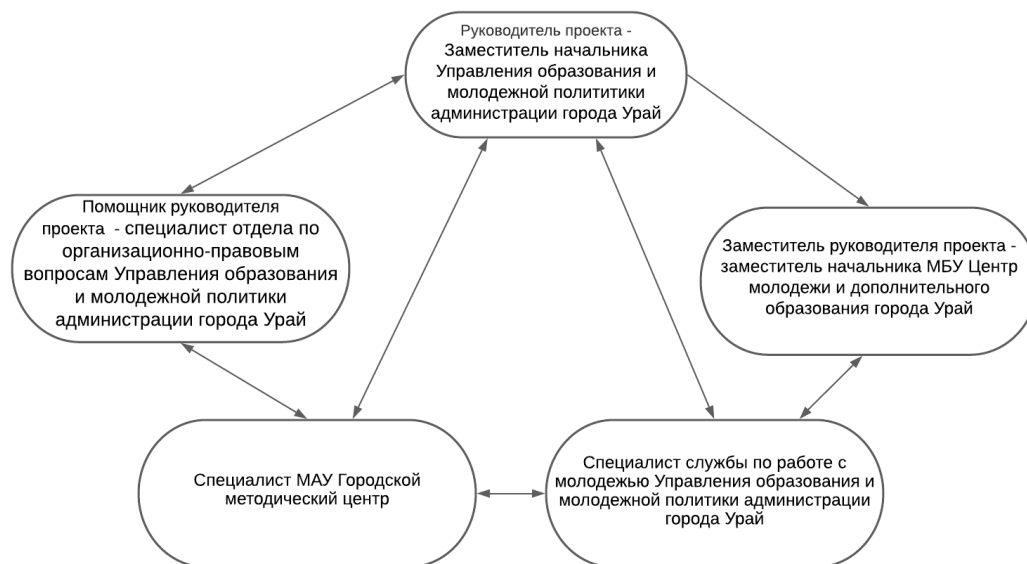 Руководитель проекта -
Заместитель начальника
Управления образования и
молодежной полититики
администрации города Урай
Помощник руководителя
проекта - специалист отдела по
организационно-правовым
вопросам Управления образования
и молодежной политики
администрации города Урай
Заместитель руководителя проекта -
заместитель начальника МБУ Центр
молодежи и дополнительного
образования города Урай
Специалист МАУ Городской
методический центр
Специалист службы по работе с
молодежью Управления образования и
молодежной политики администрации
города Урай